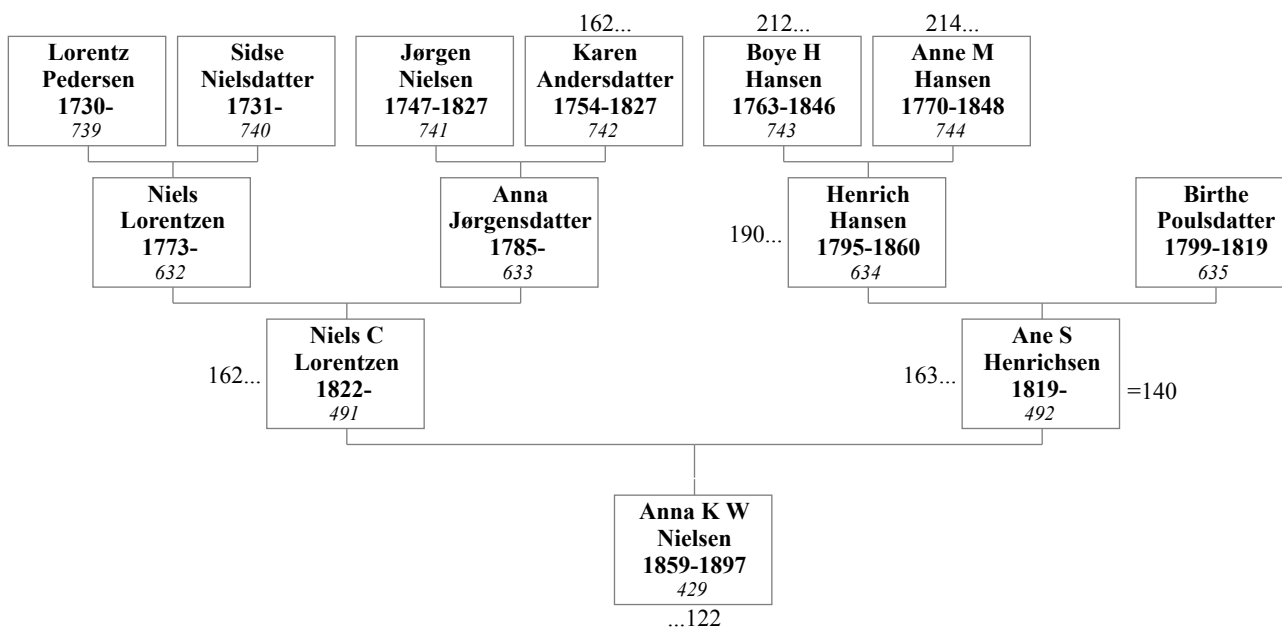 162...
212...
214...
Lorentz
Pedersen
1730-
739
Sidse
Nielsdatter
1731-
740
Jørgen
Nielsen
1747-1827
741
Karen
Andersdatter
1754-1827
742
Boye H
Hansen
1763-1846
743
Anne M
Hansen
1770-1848
744
Niels
Lorentzen
1773-
632
Anna
Jørgensdatter
1785-
633
190...
Henrich
Hansen
1795-1860
634
Birthe
Poulsdatter
1799-1819
635
162...
Niels C
Lorentzen
1822-
491
163...
Ane S
Henrichsen
1819-
492
=140
Anna K W
Nielsen
1859-1897
429
...122